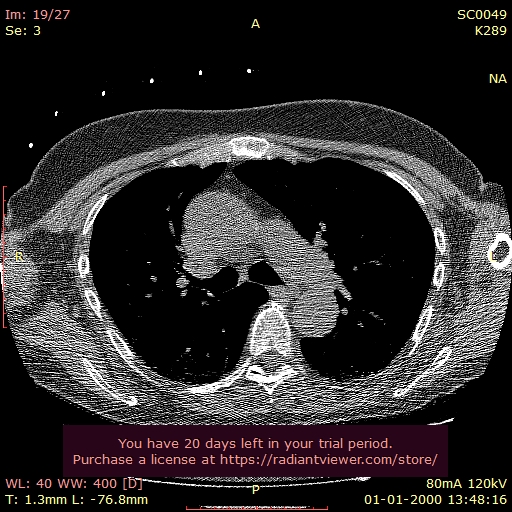 Im: 19/27
Se: 3
A
SC0049
K289
NA
R
You have 20 days left in your trial period.
Purchase a license at https://radiantviewer.com/store/
WL: 40 WW: 400 [D]
T: 1.3mm L: -76.8mm
P
80mA 120kV
01-01-2000 13:48:16